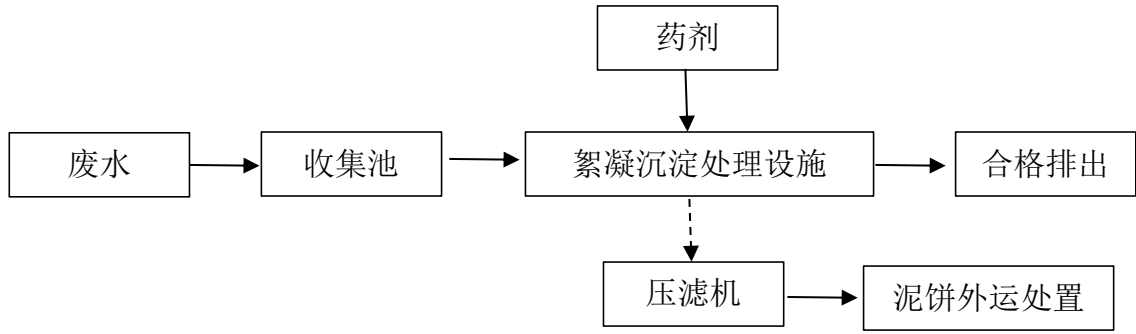 药剂
废水
收集池
絮凝沉淀处理设施
合格排出
压滤机
泥饼外运处置